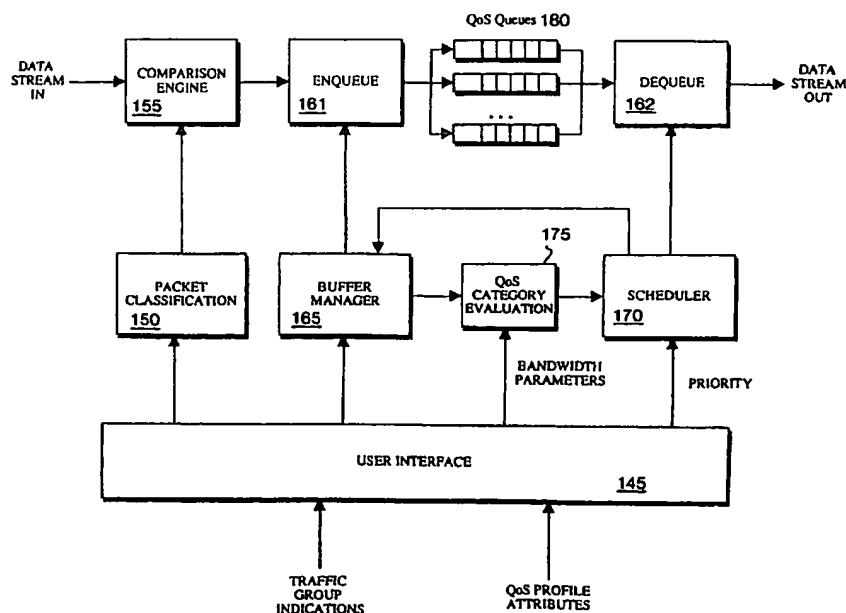 QoS Queues 180
DATA
STREAM
IN
COMPARISON
ENGINE
155
ENQUEUE
161
...
DEQUEUE
162
DATA
STREAM
OUT
175
PACKET
CLASSIFICATION
150
BUFFER
MANAGER
165
QoS
CATEGORY
EVALUATION
SCHEDULER
170
BANDWIDTH
PARAMETERS
PRIORITY
USER INTERFACE
145
TRAFFIC
GROUP
INDICATIONS
QoS PROFILE
ATTRIBUTES